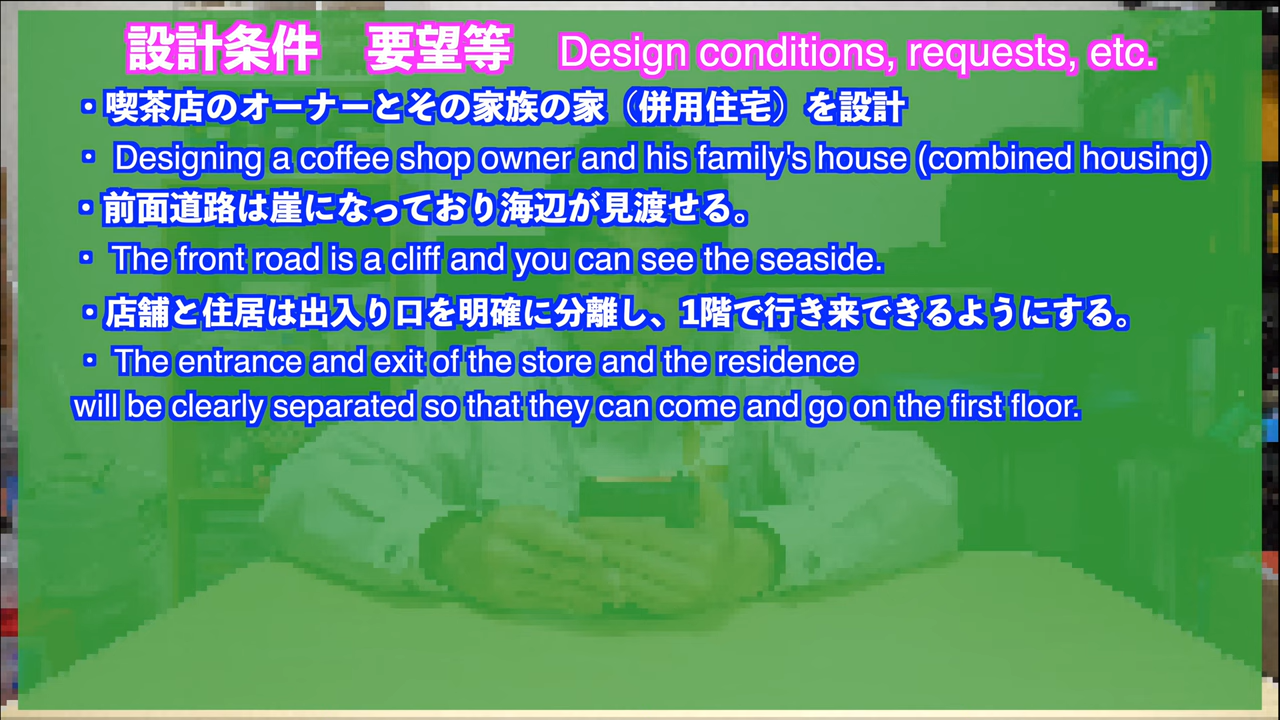 設計条件　要望等　Design conditions, requests, etc.
・喫茶店のオーナーとその家族の家（併用住宅）を設計
・ Designing a coffee shop owner and his family's house (combined housing)
・前面道路は崖になっており海辺が見渡せる。
・ The front road is a cliff and you can see the seaside.
・店舗と住居は出入り口を明確に分離し、1階で行き来できるようにする。
・ The entrance and exit of the store and the residence
will be clearly separated so that they can come and go on the first floor.